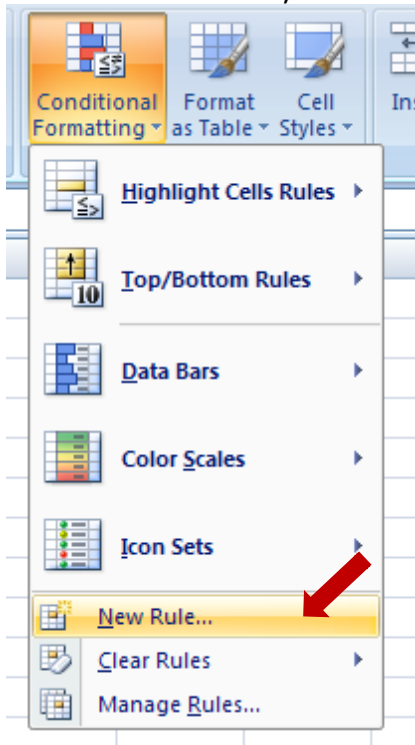 Conditional Formatting
Format as Table
Cell Styles
Ins
Highlight Cells Rules
10
Top/Bottom Rules
Data Bars
Color Scales
Icon Sets
New Rule...
Clear Rules
Manage Rules...